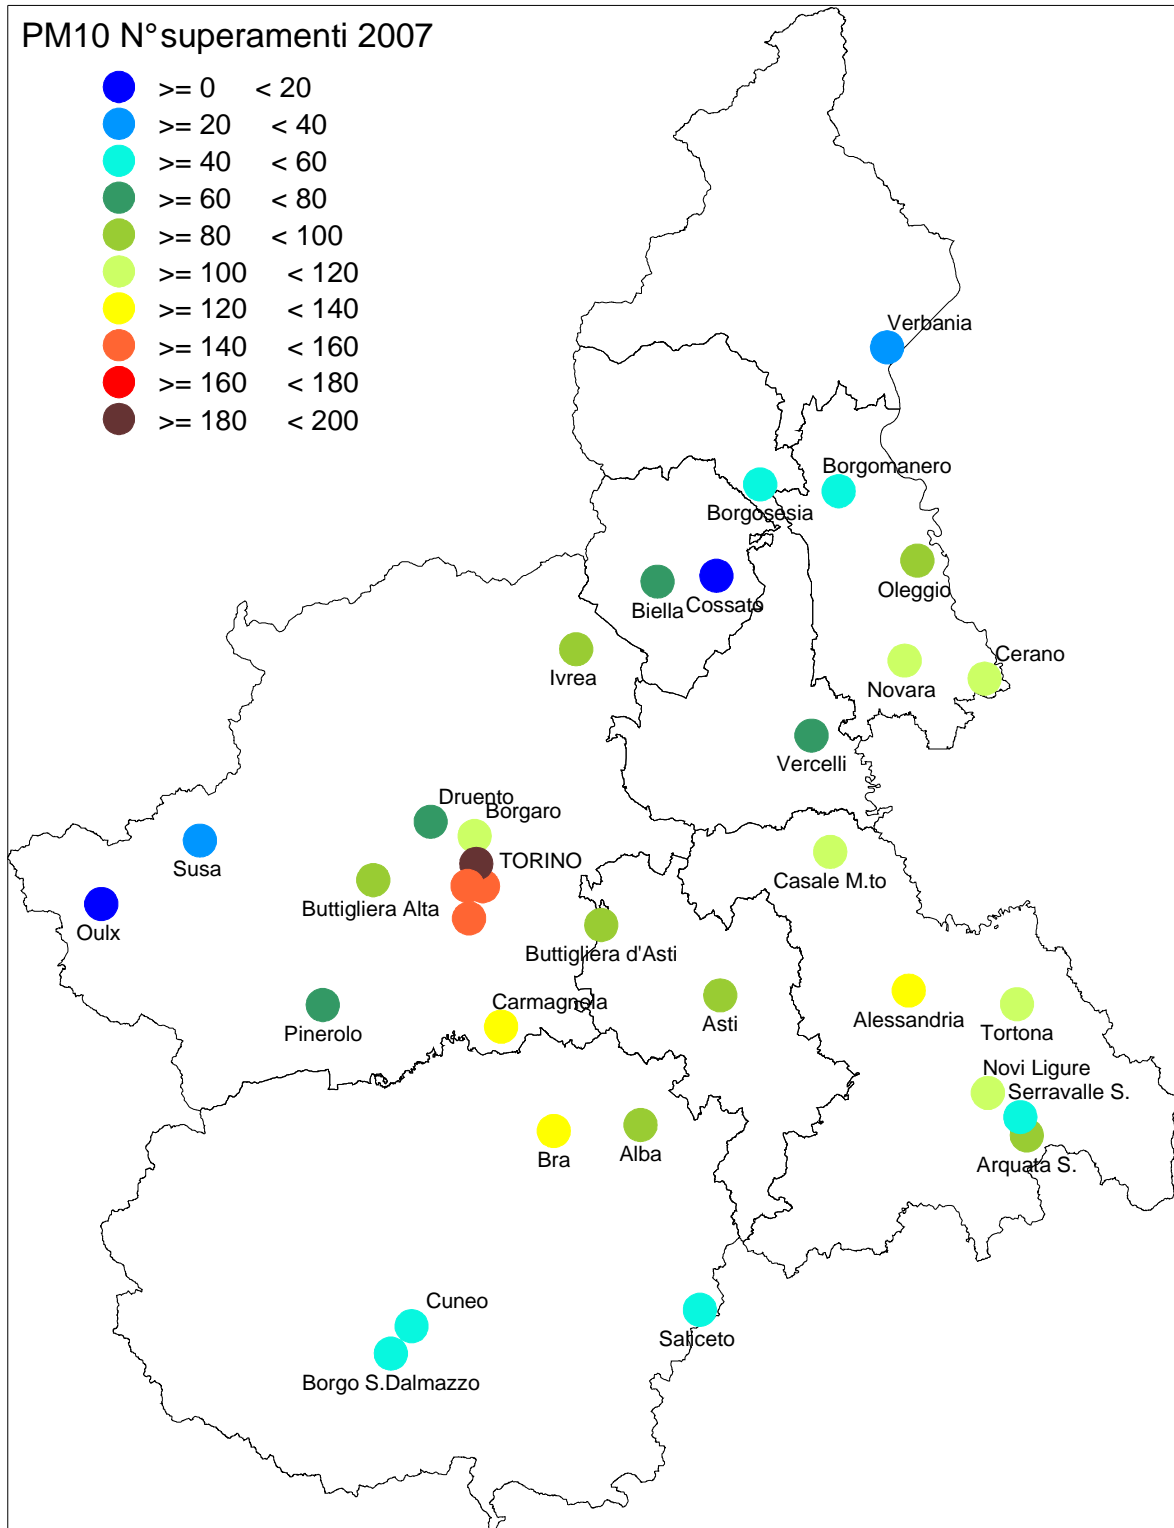 PM10 N°superamenti 2007
>= 0 < 20
>= 20 < 40
>= 40 < 60
>= 60 < 80
>= 80 < 100
>= 100 < 120
>= 120 < 140
>= 140 < 160
>= 160 < 180
>= 180 < 200
Verbania
Borgomanero
Borgosesia
Oleggio
Biella
Cossato
Cerano
Ivrea
Novara
Vercelli
Druento
Borgaro
TORINO
Susa
Casale M.to
Buttigliera Alta
Oulx
Buttigliera d'Asti
Carmagnola
Pinerolo
Asti
Alessandria
Tortona
Novi Ligure
Serravalle S.
Bra
Alba
Arquata S.
Cuneo
Saliceto
Borgo S.Dalmazzo